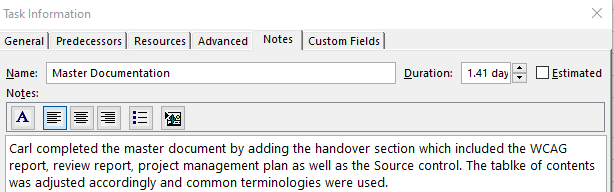 Task Information
General Predecessors Resources Advanced Notes Custom Fields
Name: Master Documentation Duration: 1.41 day Estimated
Notes:
A
Carl completed the master document by adding the handover section which included the WCAG
report, review report, project management plan as well as the Source control. The tablke of contents
was adjusted accordingly and common terminologies were used.